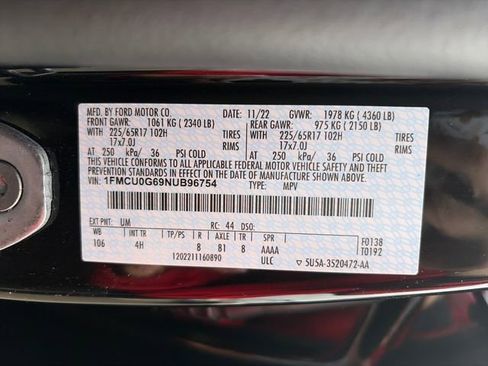 MFD. BY FORD MOTOR CO. 11/22 GVWR: 1978 KG ( 4360 LB)
FRONT GAWR: 1061 KG ( 2340 LB) REAR GAWR: 975 KG ( 2150 LB)
WITH 225/65R17 102H TIRES WITH 225/65R17 102H TIRES
17x7.0J RIMS 17x7.0J RIMS
AT 250 kPa/ 36 PSI COLD AT 250 kPa/ 36 PSI COLD
THIS VEHICLE CONFORMS TO ALL APPLICABLE FEDERAL MOTOR VEHICLE SAFETY AND THEFT
PREVENTION STANDARDS IN EFFECT ON THE DATE OF MANUFACTURE SHOWN ABOVE.
VIN: 1FMCU0G69NUB96754 TYPE: MPV
EXT PNT: UM RC: 44 DSO: F0138
WB INT TR TP/PS R AXLE TR SPR T0192
106 4H 8 81 8 AAAA
1202211160890 ULC ▽ 5U5A-3520472-AA